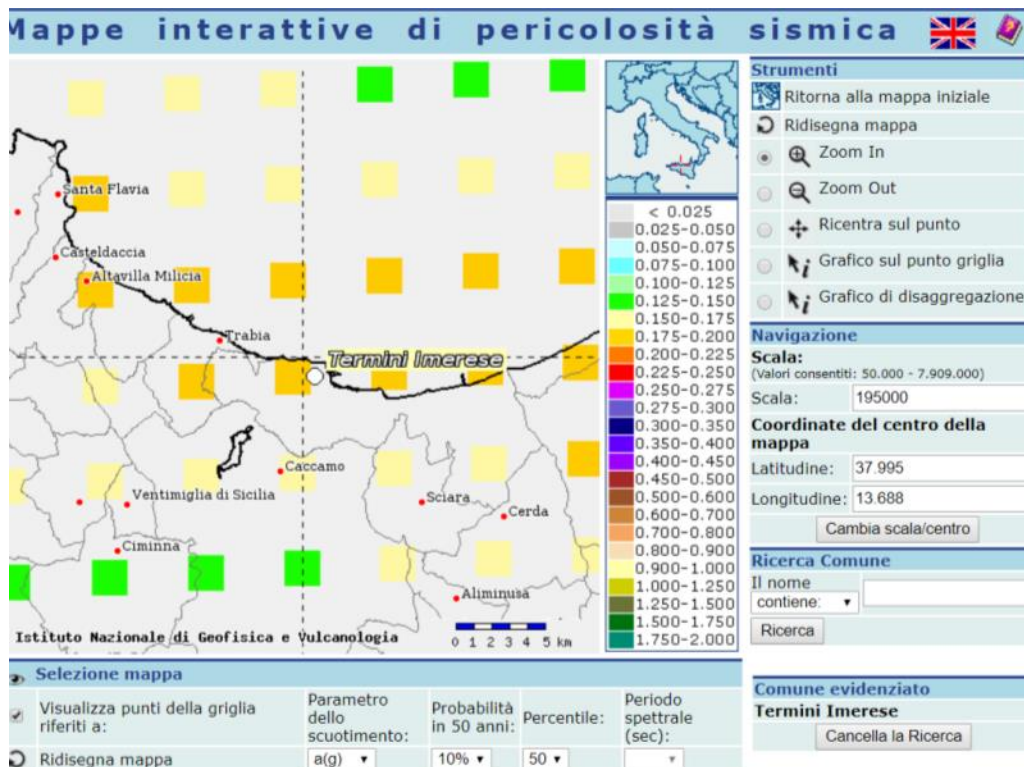 Mappe interattive di pericolosità sismica
Santa Flavia
Casteldaccia
Altavilla Milicia
Trabia
Termini Imerese
Caccamo
Ventimiglia di Sicilia
Sciara
Cerda
Ciminna
Aliminusa
Istituto Nazionale di Geofisica e Vulcanologia
0 1 2 3 4 5 km
< 0.025
0.025-0.050
0.050-0.075
0.075-0.100
0.100-0.125
0.125-0.150
0.150-0.175
0.175-0.200
0.200-0.225
0.225-0.250
0.250-0.275
0.275-0.300
0.300-0.350
0.350-0.400
0.400-0.450
0.450-0.500
0.500-0.600
0.600-0.700
0.700-0.800
0.800-0.900
0.900-1.000
1.000-1.250
1.250-1.500
1.500-1.750
1.750-2.000
Strumenti
Ritorna alla mappa iniziale
Ridisegna mappa
Zoom In
Zoom Out
Ricentra sul punto
i Grafico sul punto griglia
i Grafico di disaggregazione
Navigazione
Scala:
(Valori consentiti: 50.000 - 7.909.000)
Scala: 195000
Coordinate del centro della
mappa
Latitudine: 37.995
Longitudine: 13.688
Cambia scala/centro
Ricerca Comune
Il nome
contiene:
Ricerca
Comune evidenziato
Termini Imerese
Cancella la Ricerca
Selezione mappa
Visualizza punti della griglia
riferiti a:
Parametro
dello
scuotimento:
Probabilità
in 50 anni:
Percentile:
Periodo
spettrale
(sec):
Ridisegna mappa
a(g)
10%
50